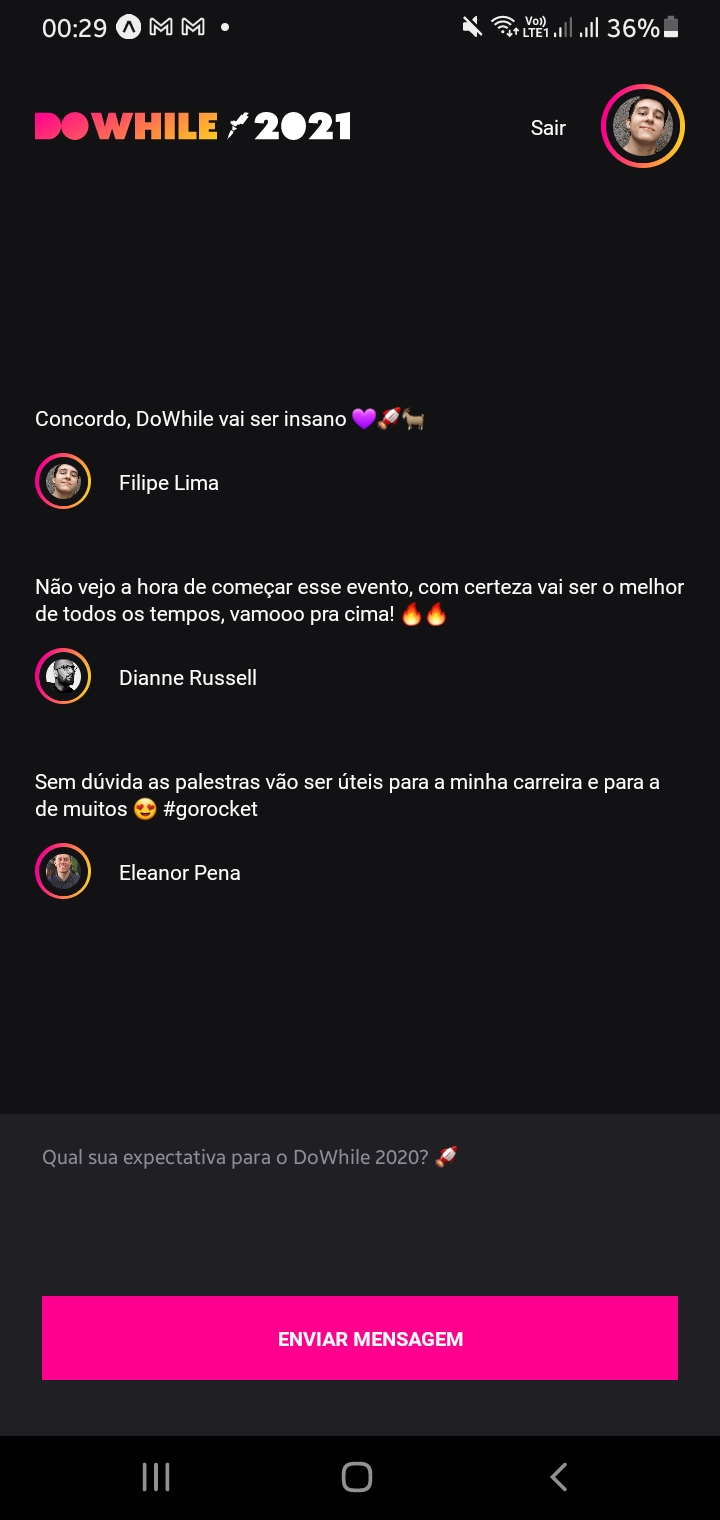 00:29
Vo))
LTE1
36%
DOWHILE 2021
Sair
Concordo, DoWhile vai ser insano 💜🚀🐐
Filipe Lima
Não vejo a hora de começar esse evento, com certeza vai ser o melhor
de todos os tempos, vamooo pra cima! 🔥🔥
Dianne Russell
Sem dúvida as palestras vão ser úteis para a minha carreira e para a
de muitos 😍 #gorocket
Eleanor Pena
Qual sua expectativa para o DoWhile 2020? 🚀
ENVIAR MENSAGEM